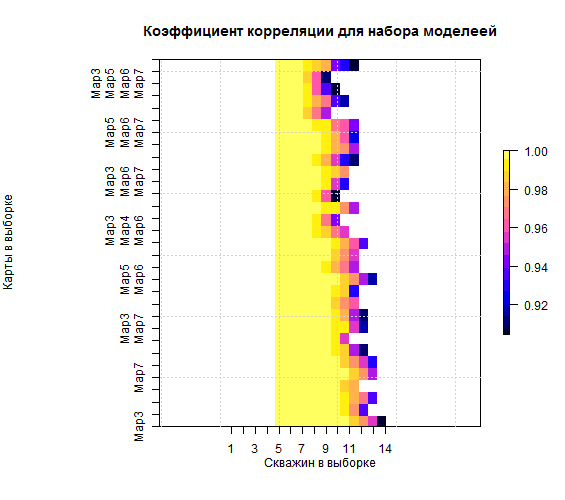 Коэффициент корреляции для набора моделеей
Map3
Map5
Map6
Map7
Map5
Map6
Map7
Map3
Map6
Map7
Map3
Map4
Map6
Map5
Map6
Map3
Map7
Map7
Map3
Карты в выборке
1 3 5 7 9 11 14
Скважин в выборке
1.00
0.98
0.96
0.94
0.92